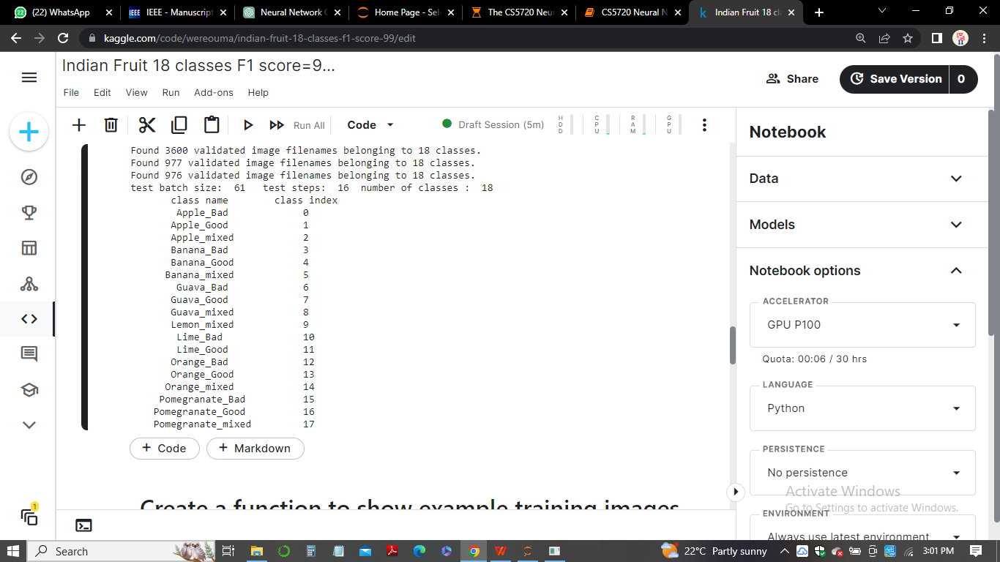 (22) WhatsApp
IEEE IEEE - Manuscript
Neural Network
Home Page - Sel
The CS5720 Neur
CS5720 Neural N
Indian Fruit 18 cl
kaggle.com/code/wereouma/indian-fruit-18-classes-f1-score-99/edit
Indian Fruit 18 classes F1 score=9...
Share
Save Version 0
File Edit View Run Add-ons Help
Run All
Code
Draft Session (5m)
HDD
CPU
RAM
GPU
Found 3600 validated image filenames belonging to 18 classes.
Found 977 validated image filenames belonging to 18 classes.
Found 976 validated image filenames belonging to 18 classes.
test batch size: 61 test steps: 16 number of classes : 18
class name class index
Apple_Bad 0
Apple_Good 1
Apple_mixed 2
Banana_Bad 3
Banana_Good 4
Banana_mixed 5
Guava_Bad 6
Guava_Good 7
Guava_mixed 8
Lemon_mixed 9
Lime_Bad 10
Lime_Good 11
Orange_Bad 12
Orange_Good 13
Orange_mixed 14
Pomegranate_Bad 15
Pomegranate_Good 16
Pomegranate_mixed 17
+ Code
+ Markdown
Create a function to show example training images
1
Notebook
Data
Models
Notebook options
ACCELERATOR
GPU P100
Quota: 00:06 / 30 hrs
LANGUAGE
Python
PERSISTENCE
No persistence
Activate Windows
Go to Settings to activate Windows.
ENVIRONMENT
Always use latest environment
Search
22°C Partly sunny
3:01 PM